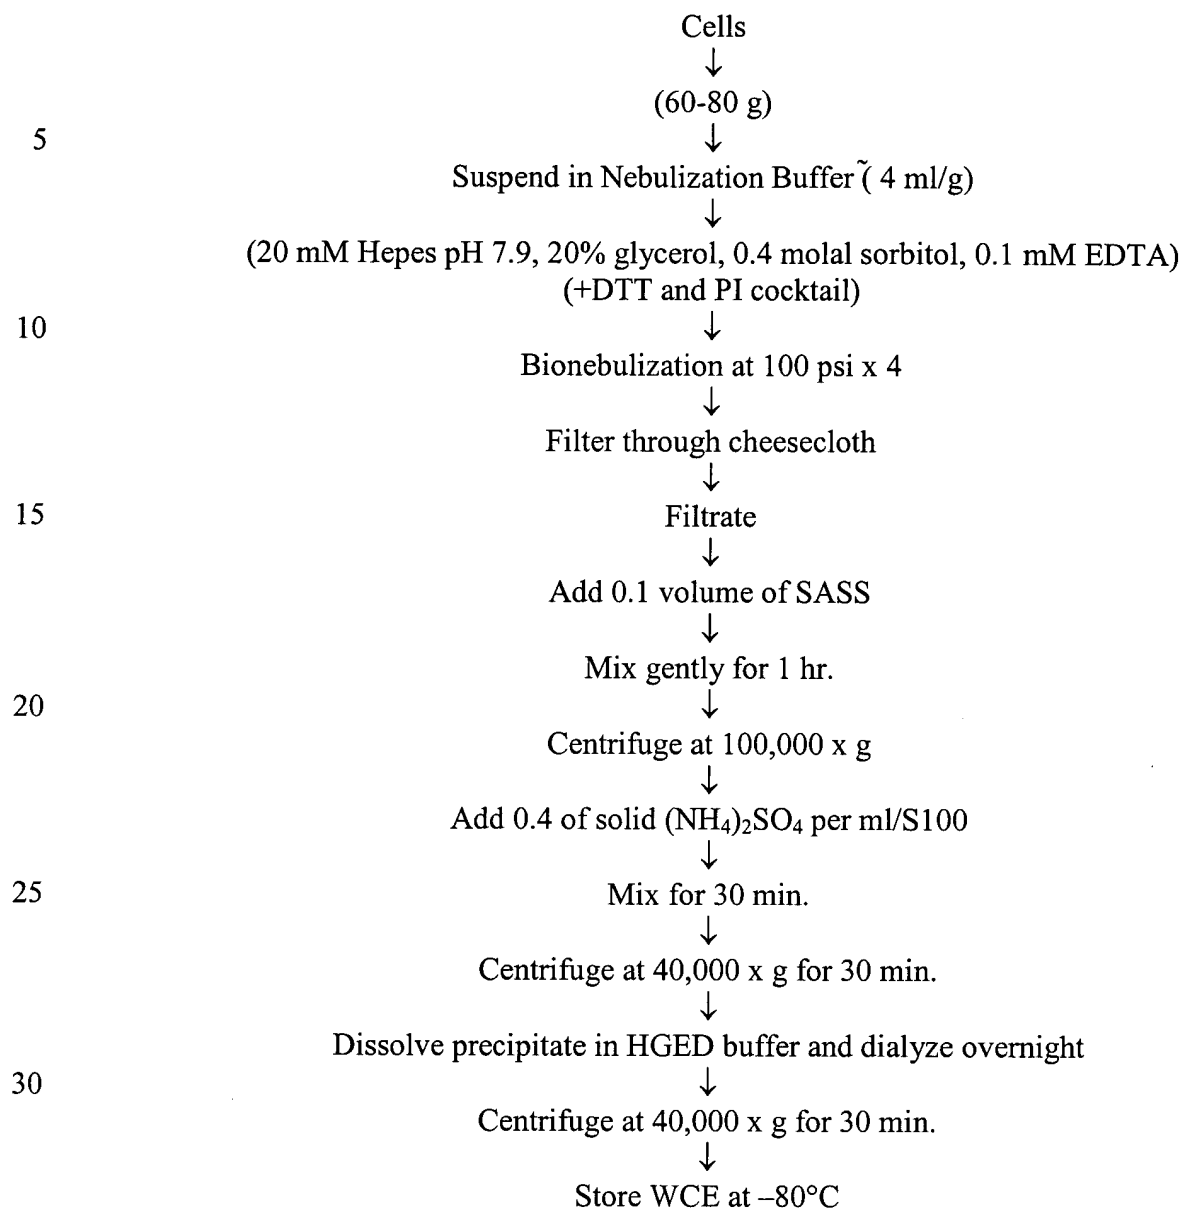 Cells
↓
(60-80 g)
5
↓
Suspend in Nebulization Buffer ~( 4 ml/g)
↓
(20 mM Hepes pH 7.9, 20% glycerol, 0.4 molal sorbitol, 0.1 mM EDTA)
(+DTT and PI cocktail)
10
↓
Bionebulization at 100 psi x 4
↓
Filter through cheesecloth
↓
15
Filtrate
↓
Add 0.1 volume of SASS
↓
Mix gently for 1 hr.
20
↓
Centrifuge at 100,000 x g
↓
Add 0.4 of solid (NH₄)₂SO₄ per ml/S100
↓
25
Mix for 30 min.
↓
Centrifuge at 40,000 x g for 30 min.
↓
Dissolve precipitate in HGED buffer and dialyze overnight
30
↓
Centrifuge at 40,000 x g for 30 min.
↓
Store WCE at –80°C